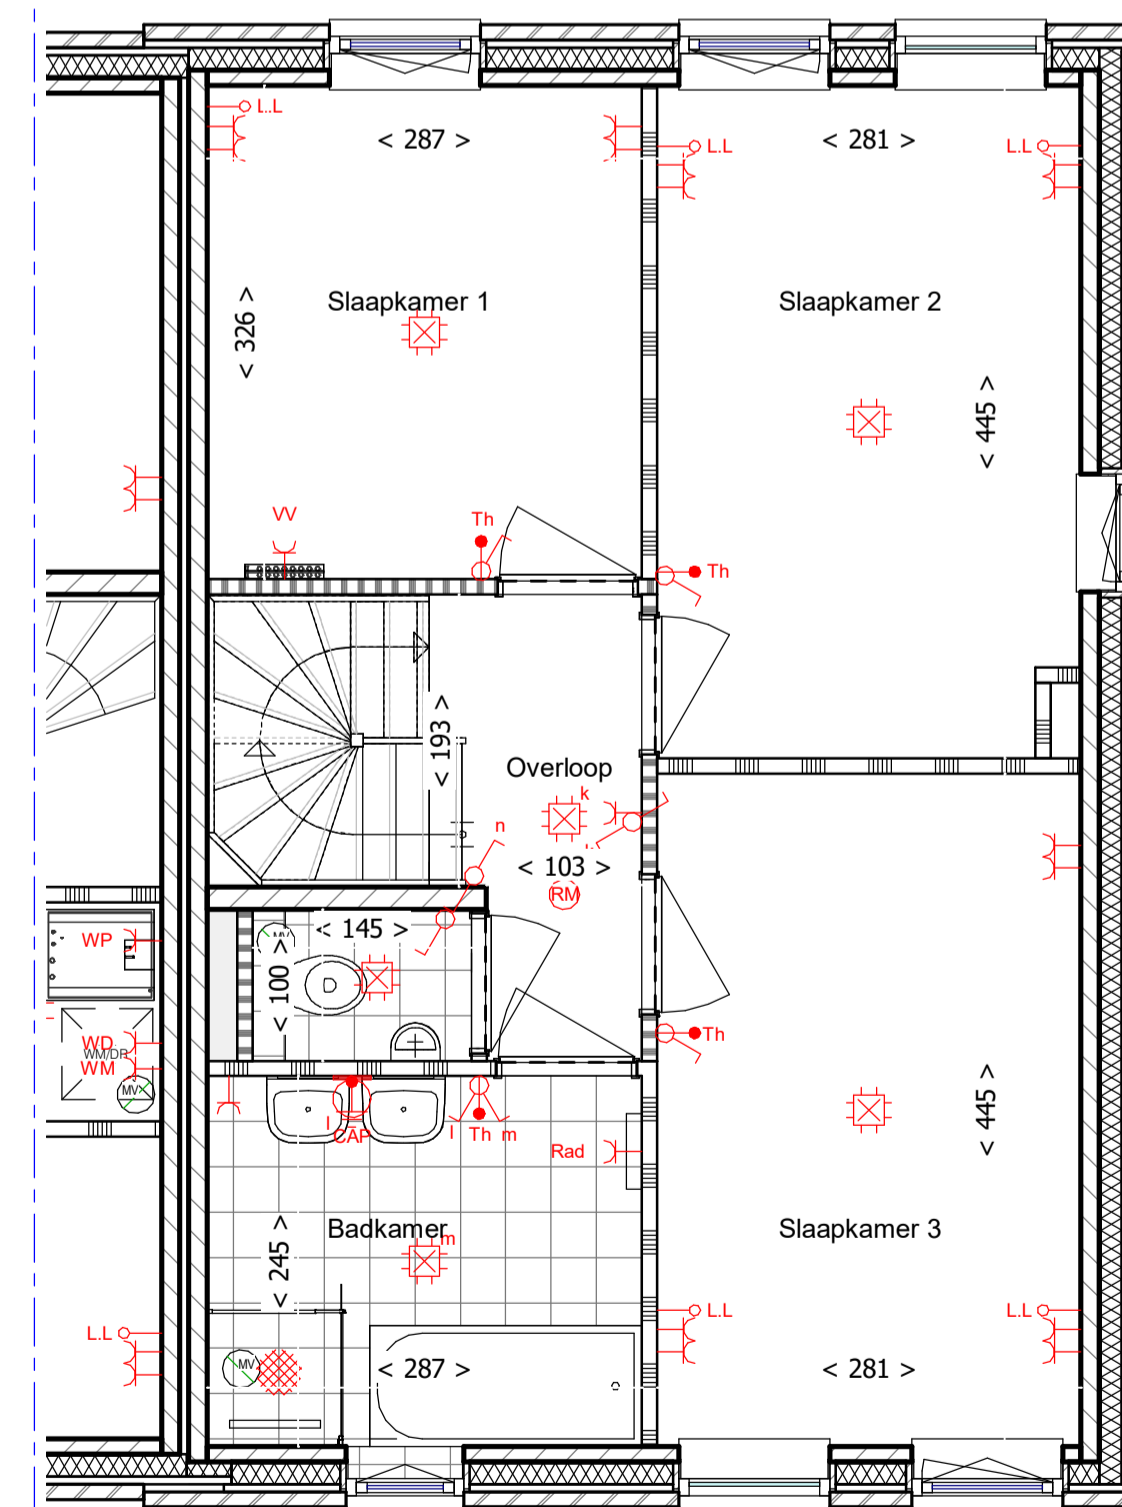 L.L
< 287 >
L.L
< 281 >
L.L
Slaapkamer 1
Slaapkamer 2
< 326 >
< 445 >
VV
Th
Th
< 193 >
Overloop
k
n
< 103 >
RM
WP
< 145 >
< 100 >
WD
WM/DR
WM
MV
Th
l
CAP
l
Th
m
Rad
< 445 >
Badkamer
m
Slaapkamer 3
< 245 >
L.L
L.L
L.L
MV
< 287 >
< 281 >